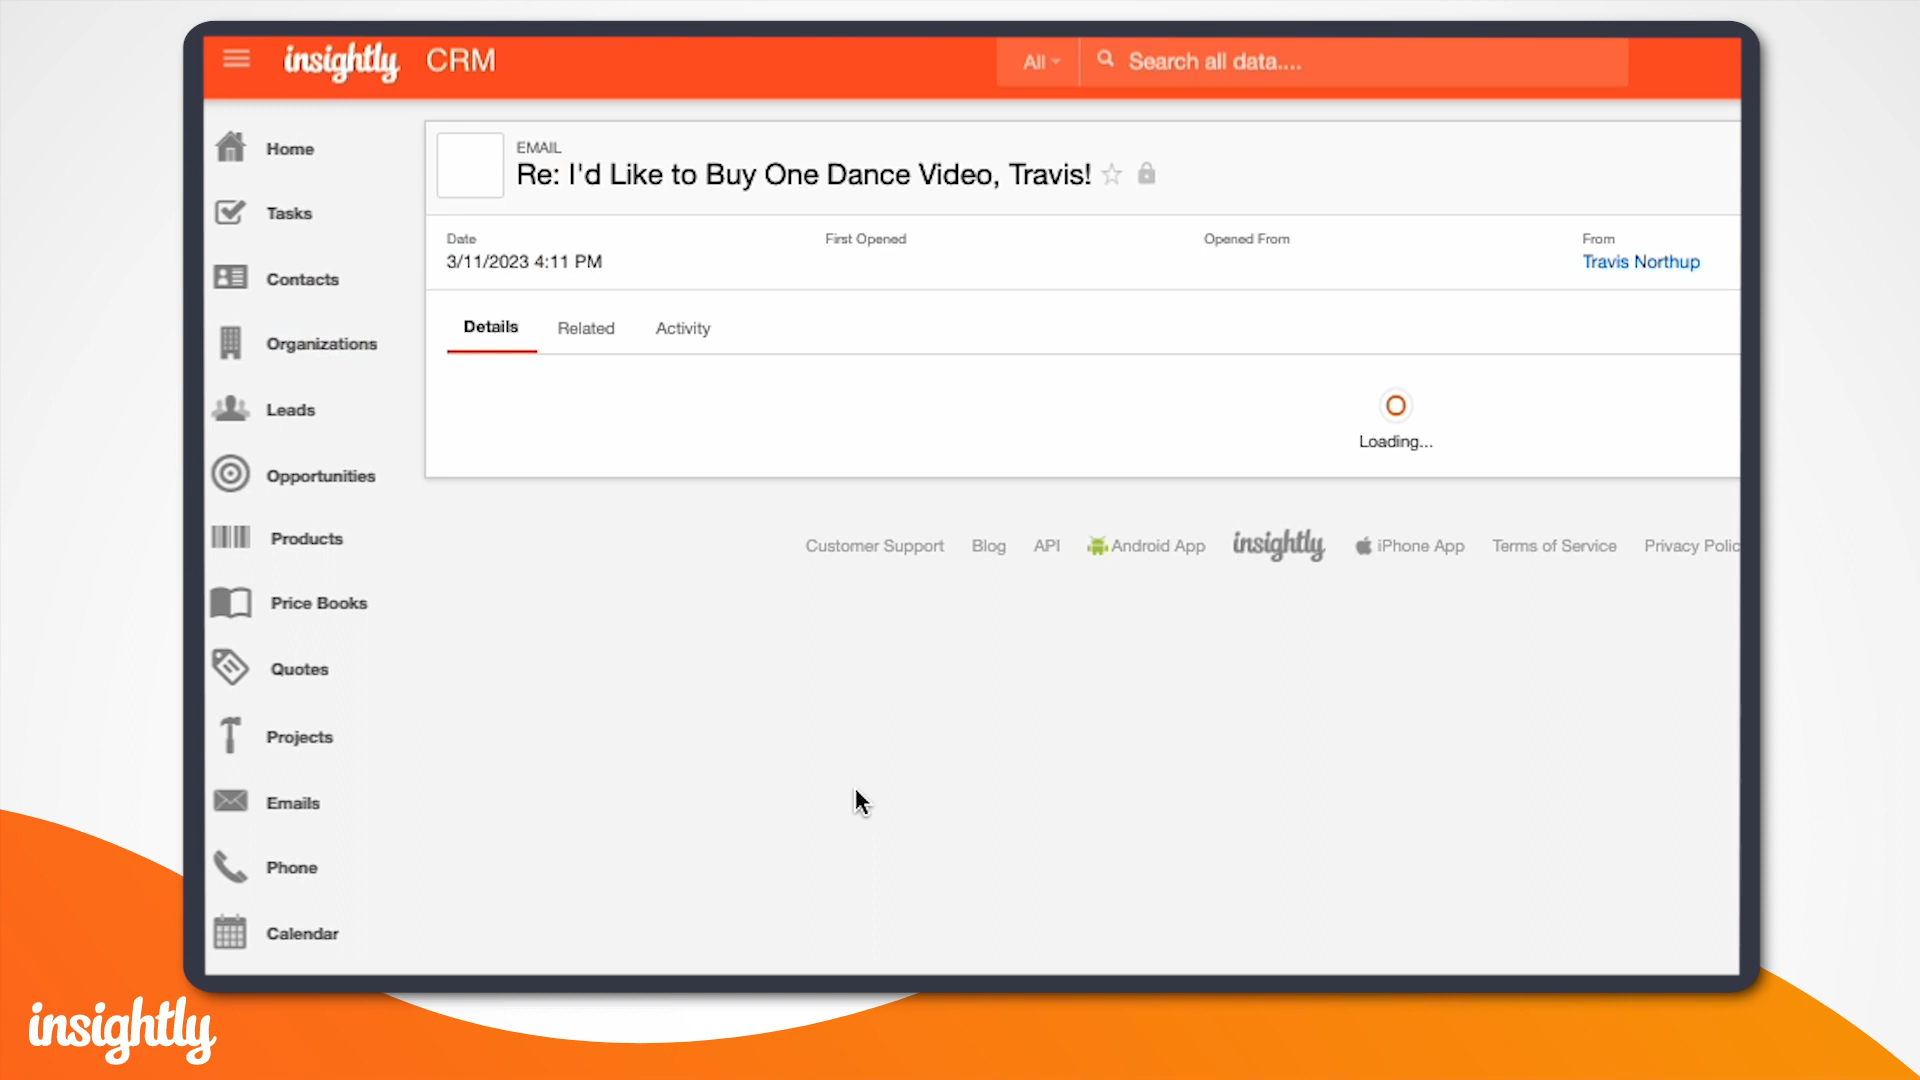 insightly CRM
All
Search all data....
Home
Tasks
Contacts
Organizations
Leads
Opportunities
Products
Price Books
Quotes
Projects
Emails
Phone
Calendar
EMAIL
Re: I'd Like to Buy One Dance Video, Travis!
Date
3/11/2023 4:11 PM
First Opened
Opened From
From
Travis Northup
Details Related Activity
Loading...
Customer Support Blog API Android App insightly iPhone App Terms of Service Privacy Polic
insightly